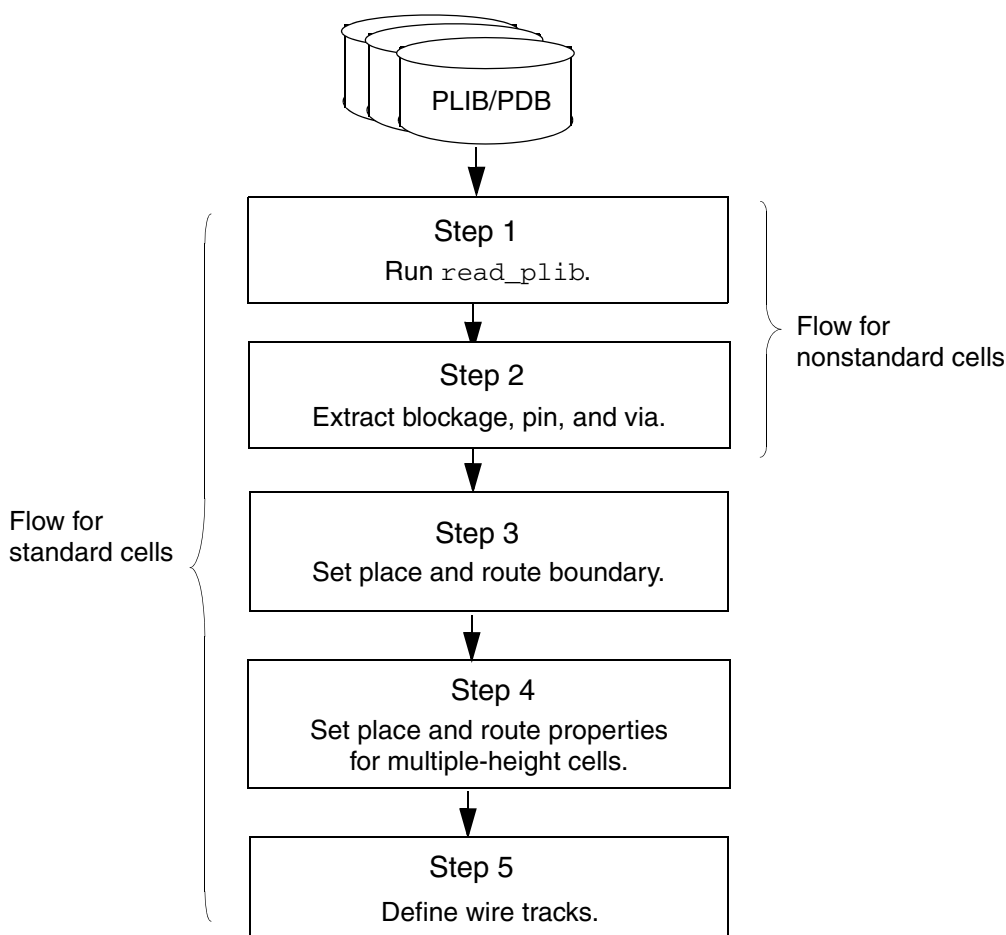 PLIB/PDB
Step 1
Run read_plib.
Flow for
nonstandard cells
Step 2
Extract blockage, pin, and via.
Step 3
Set place and route boundary.
Flow for
standard cells
Step 4
Set place and route properties
for multiple-height cells.
Step 5
Define wire tracks.